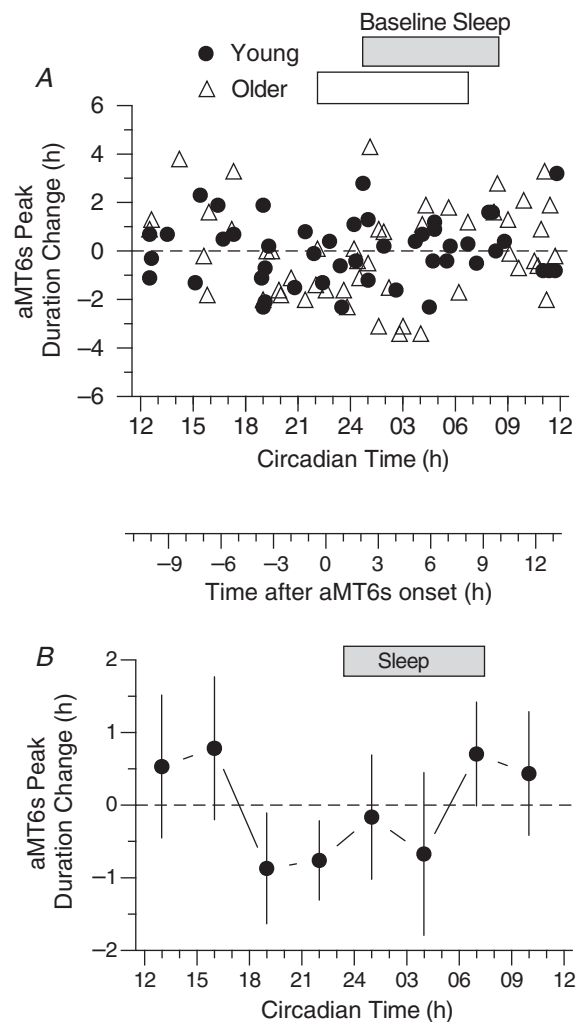 Baseline Sleep
A
● Young
△ Older
aMT6s Peak
Duration Change (h)
6
4
2
0
−2
−4
−6
12 15 18 21 24 03 06 09 12
Circadian Time (h)
−9 −6 −3 0 3 6 9 12
Time after aMT6s onset (h)
B
Sleep
aMT6s Peak
Duration Change (h)
2
1
0
−1
−2
12 15 18 21 24 03 06 09 12
Circadian Time (h)